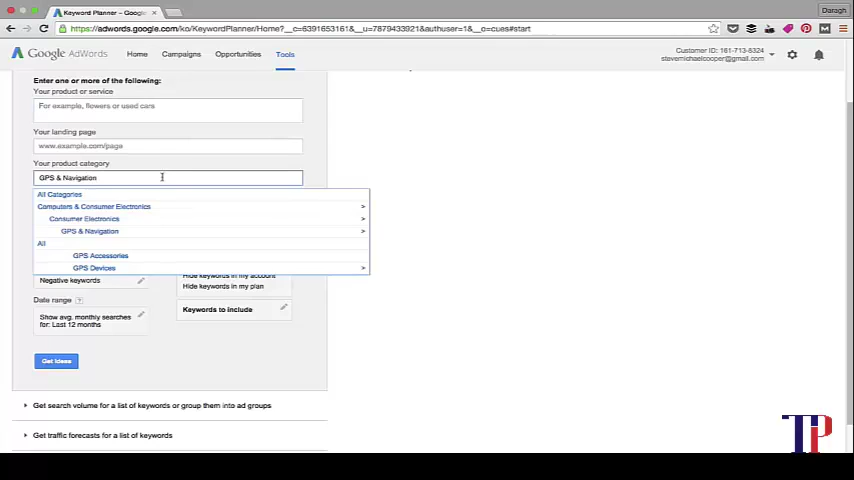 Keyword Planner – Googl
Daragh
https://adwords.google.com/ko/KeywordPlanner/Home?__c=6391653161&__u=7879433921&authuser=1&__o=cues#start
Google AdWords
Home
Campaigns
Opportunities
Tools
Customer ID: 161-713-8324
stevemichaelcooper@gmail.com
Enter one or more of the following:
Your product or service
For example, flowers or used cars
Your landing page
www.example.com/page
Your product category
GPS & Navigation
All Categories
Computers & Consumer Electronics >
Consumer Electronics >
GPS & Navigation >
All
GPS Accessories
GPS Devices >
Hide keywords in my account
Negative keywords
Hide keywords in my plan
Date range ?
Keywords to include
Show avg. monthly searches
for: Last 12 months
Get ideas
Get search volume for a list of keywords or group them into ad groups
Get traffic forecasts for a list of keywords
TP